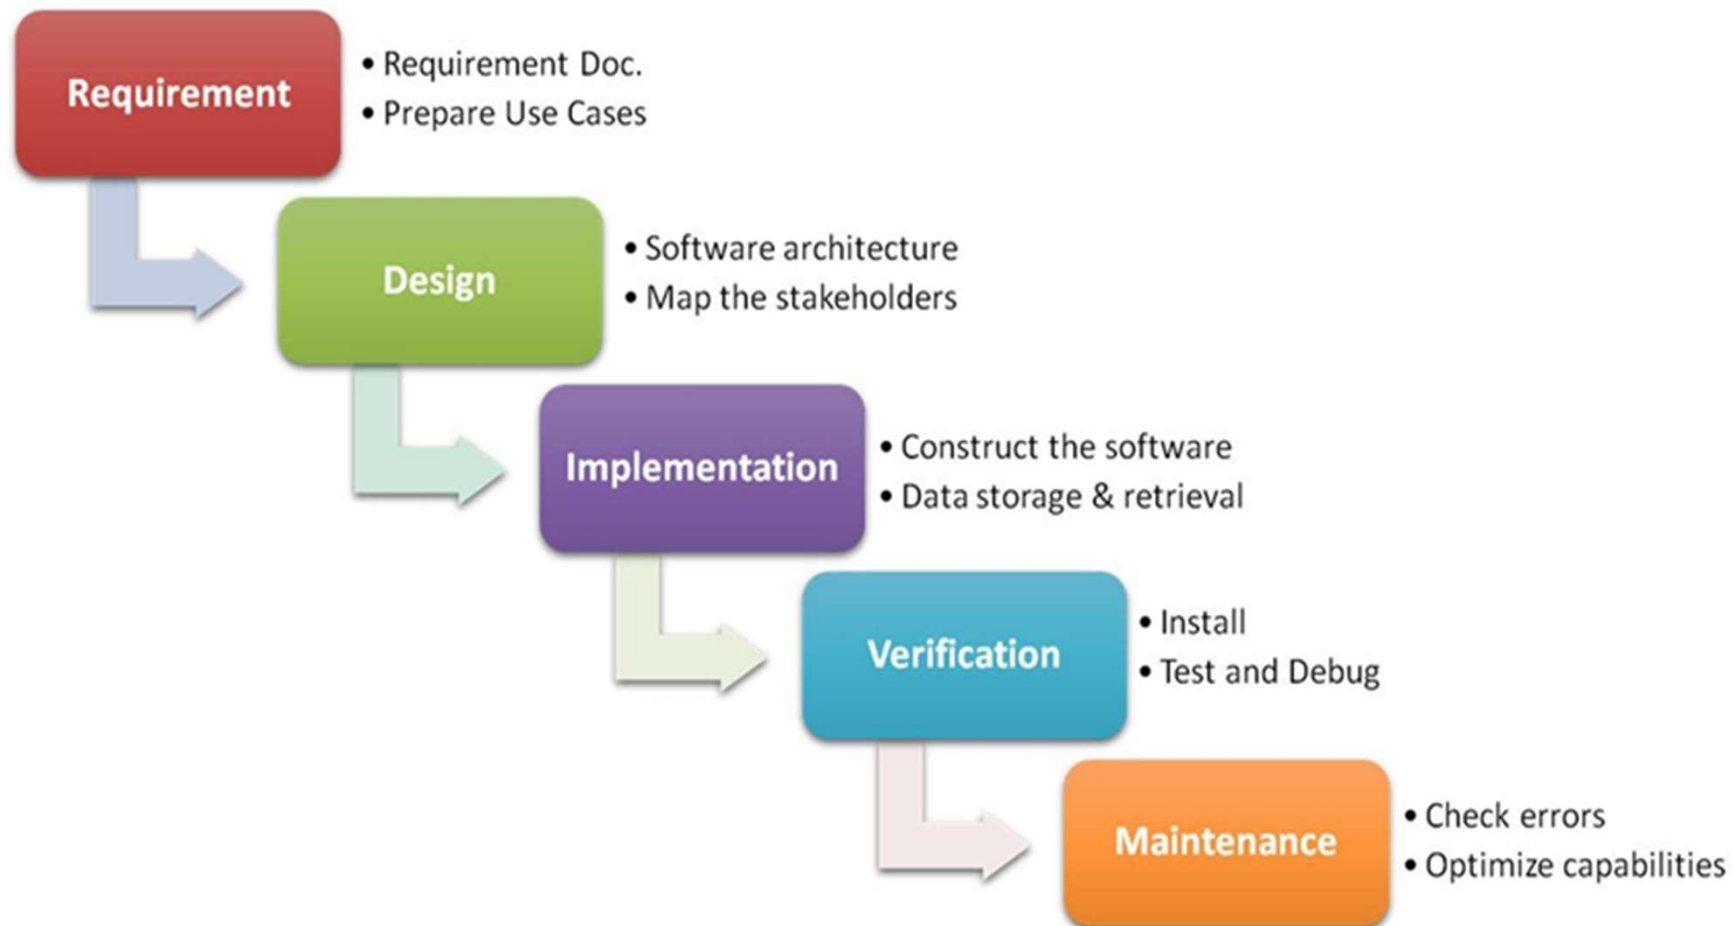 Requirement
• Requirement Doc.
• Prepare Use Cases
Design
• Software architecture
• Map the stakeholders
Implementation
• Construct the software
• Data storage & retrieval
Verification
• Install
• Test and Debug
Maintenance
• Check errors
• Optimize capabilities